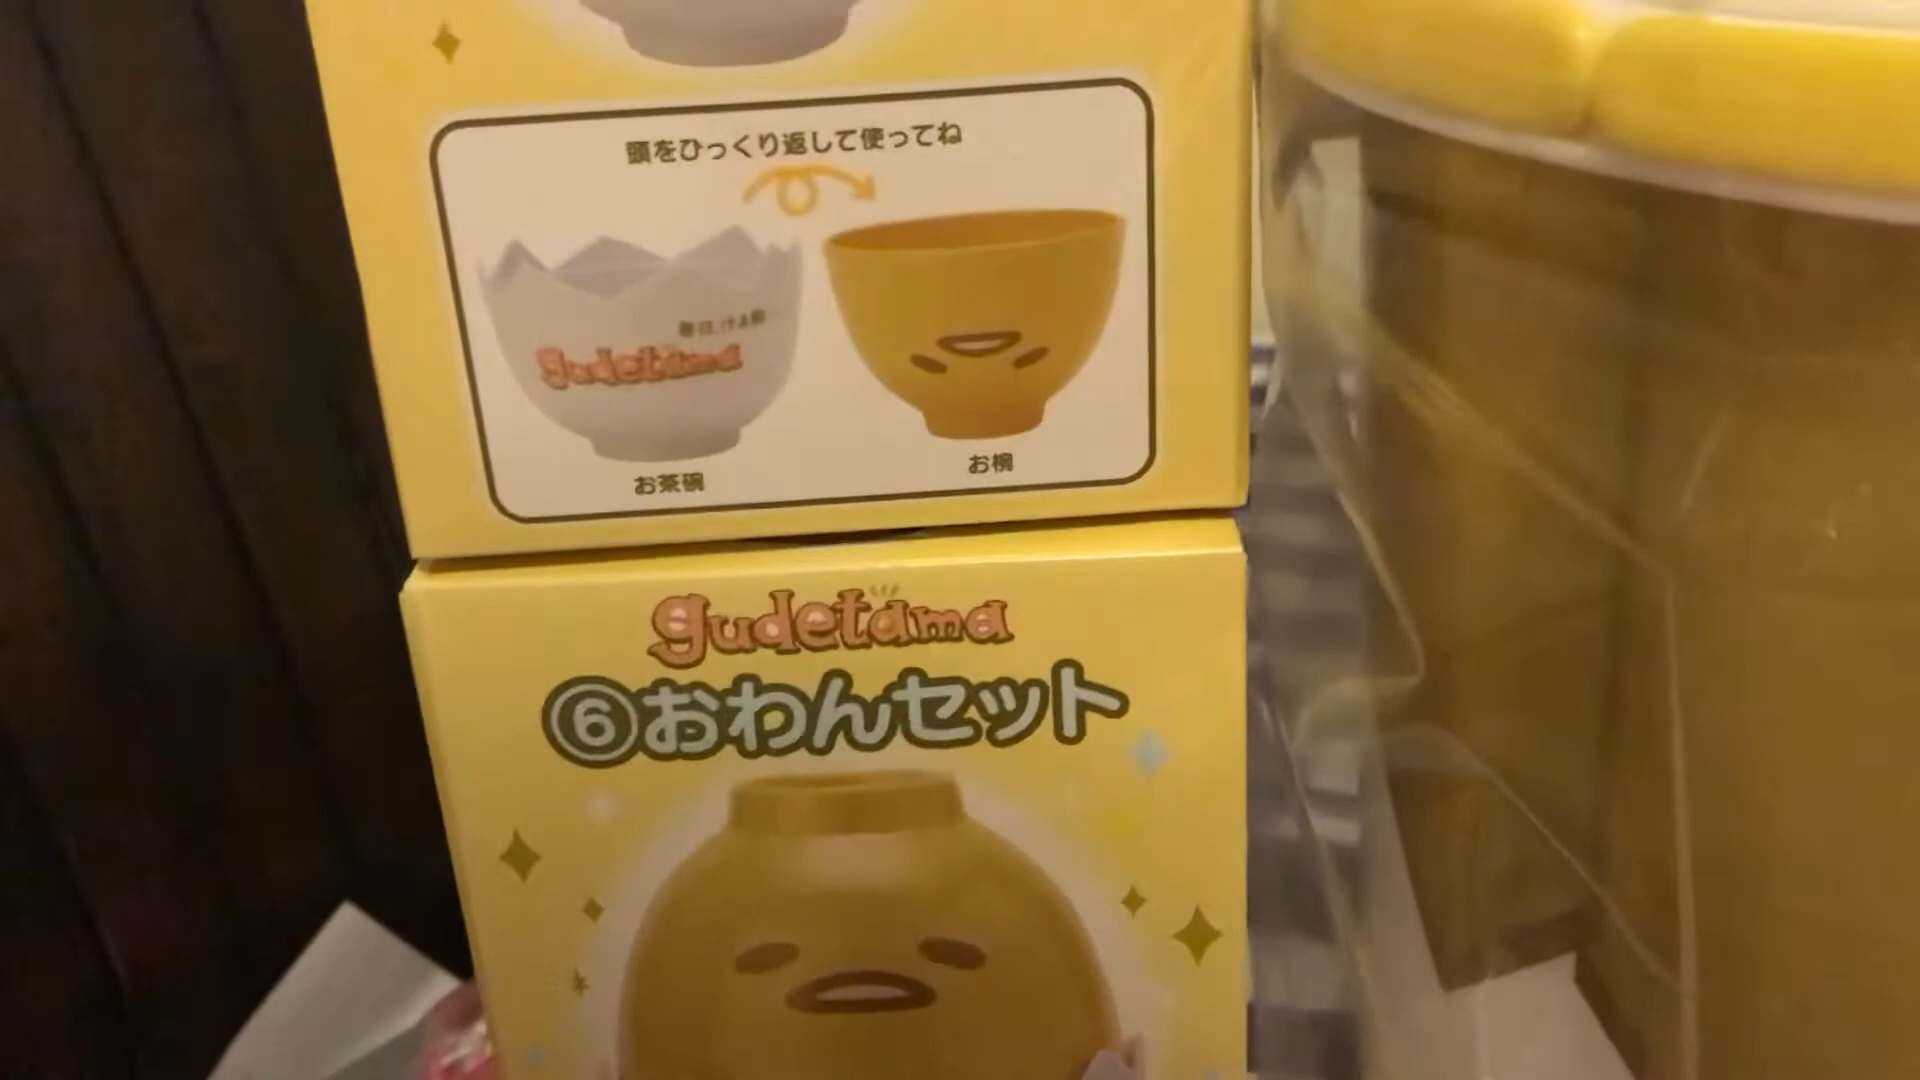 頭をひっくり返して使ってね
gudetama
お茶碗
お椀
gudetama
⑥おわんセット